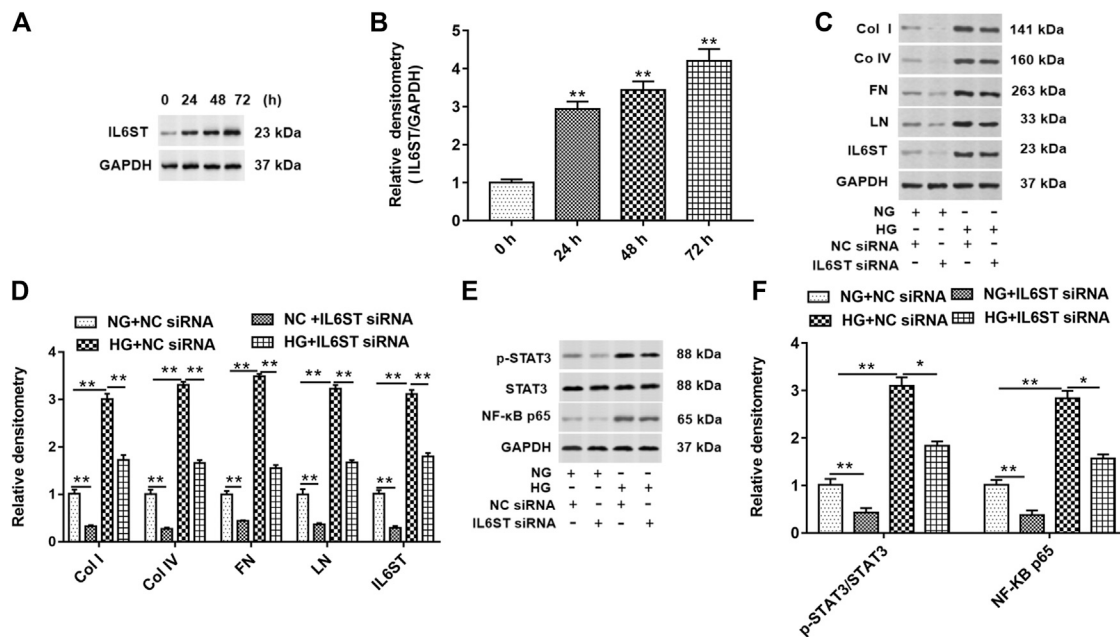 A
0 24 48 72 (h)
IL6ST 23 kDa
GAPDH 37 kDa
B
Relative densitometry
( IL6ST/GAPDH)
5
4
3
2
1
0
**
**
**
0 h
24 h
48 h
72 h
C
Col I 141 kDa
Co IV 160 kDa
FN 263 kDa
LN 33 kDa
IL6ST 23 kDa
GAPDH 37 kDa
NG + + − −
HG − − + +
NC siRNA + − + −
IL6ST siRNA − + − +
D
NG+NC siRNA NC +IL6ST siRNA
HG+NC siRNA HG+IL6ST siRNA
Relative densitometry
4
3
2
1
0
** ** ** ** ** ** ** ** ** **
** ** ** ** **
Col I
Col IV
FN
LN
IL6ST
E
p-STAT3 88 kDa
STAT3 88 kDa
NF-κB p65 65 kDa
GAPDH 37 kDa
NG + + − −
HG − − + +
NC siRNA + − + −
IL6ST siRNA − + − +
F
NG+NC siRNA NG+IL6ST siRNA
HG+NC siRNA HG+IL6ST siRNA
Relative densitometry
4
3
2
1
0
** * ** *
** **
p-STAT3/STAT3
NF-KB p65